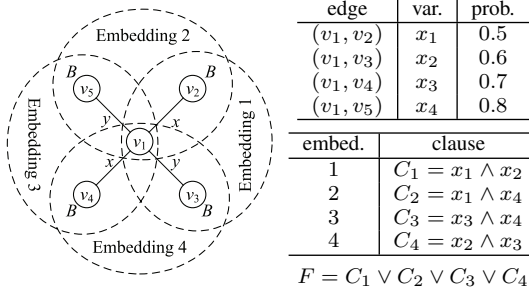 Embedding 2
B
B
v₅
v₂
y
x
Embedding 3
v₁
Embedding 1
x
y
v₄
v₃
B
B
Embedding 4
edge var. prob.
(v₁, v₂) x₁ 0.5
(v₁, v₃) x₂ 0.6
(v₁, v₄) x₃ 0.7
(v₁, v₅) x₄ 0.8
embed. clause
1 C₁ = x₁ ∧ x₂
2 C₂ = x₁ ∧ x₄
3 C₃ = x₃ ∧ x₄
4 C₄ = x₂ ∧ x₃
F = C₁ ∨ C₂ ∨ C₃ ∨ C₄